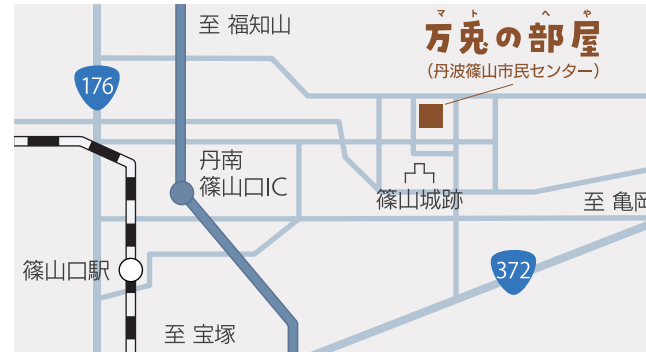 至 福知山
マト へ や
万兎の部屋
(丹波篠山市民センター)
176
丹南
篠山口IC
篠山城跡
至 亀岡
篠山口駅
372
至 宝塚